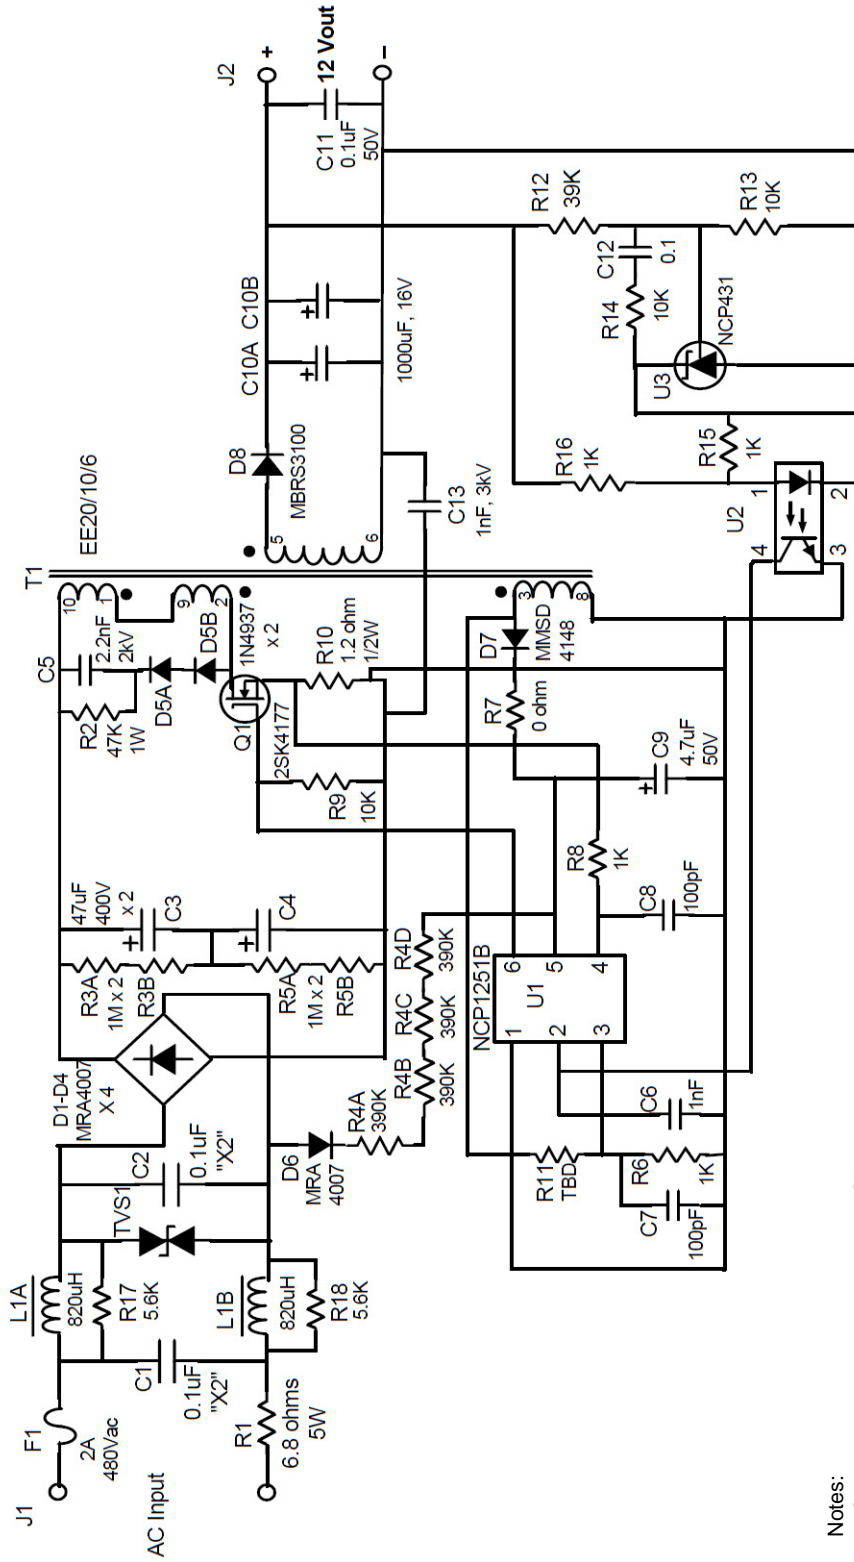 J1
AC Input
F1
2A
480Vac
R1
6.8 ohms
5W
C1
0.1uF
"X2"
L1A
820uH
R17
5.6K
L1B
820uH
R18
5.6K
TVS1
C2
0.1uF
"X2"
D1-D4
MRA4007
X 4
D6
MRA
4007
R4A
390K
R4B
390K
R4C
390K
R4D
390K
R3A
1M x 2
R3B
R5A
1M x 2
R5B
47uF
400V
x 2
+
C3
+
C4
R2
47K
1W
C5
2.2nF
2kV
D5A
D5B
1N4937
x 2
Q1
2SK4177
R9
10K
R10
1.2 ohm
1/2W
T1
EE20/10/6
10
1
9
2
5
6
3
8
D8
MBRS3100
C10A
C10B
+
+
1000uF, 16V
C13
1nF, 3kV
J2
+
12 Vout
–
C11
0.1uF
50V
NCP1251B
U1
1
2
3
4
5
6
R11
TBD
C7
100pF
R6
1K
C6
1nF
C8
100pF
R8
1K
+
C9
4.7uF
50V
R7
0 ohm
D7
MMSD
4148
U2
1
2
3
4
R16
1K
R15
1K
U3
NCP431
R14
10K
C12
0.1
R12
39K
R13
10K
Notes: